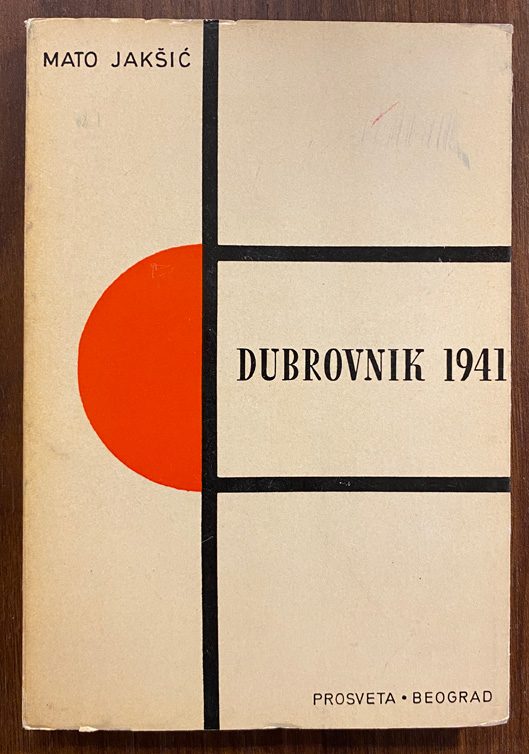 MATO JAKŠIĆ
DUBROVNIK 1941
PROSVETA • BEOGRAD